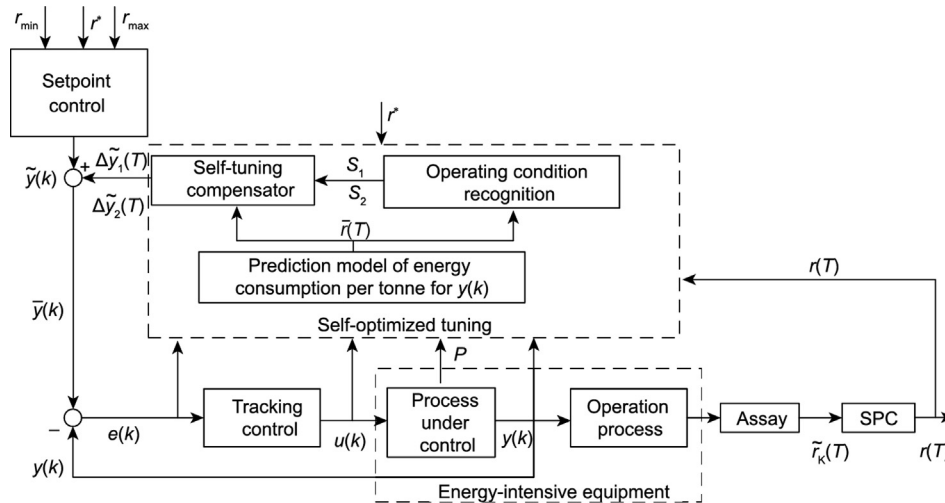 r_min r* r_max
Setpoint
control
r*
+ Δỹ₁(T)
ỹ(k)
Δỹ₂(T)
Self-tuning
compensator
S₁
S₂
Operating condition
recognition
r̄(T)
Prediction model of energy
consumption per tonne for y(k)
r(T)
ȳ(k)
Self-optimized tuning
P
−
e(k)
Tracking
control
u(k)
Process
under
control
y(k)
Operation
process
Assay
r̃_K(T)
SPC
r(T)
y(k)
Energy-intensive equipment